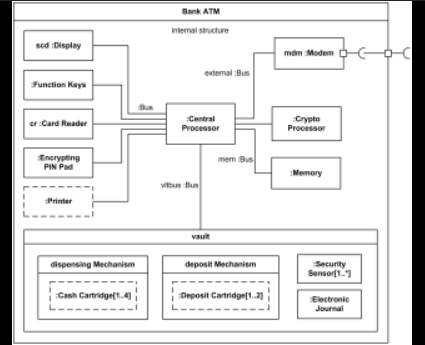 Bank ATM
internal structure
scd :Display
mdm :Modem
external :Bus
:Function Keys
:Bus
cr :Card Reader
:Central
Processor
:Crypto
Processor
:Encrypting
PIN Pad
mem :Bus
:Memory
vltbus :Bus
:Printer
vault
dispensing Mechanism
deposit Mechanism
:Security
Sensor[1..*]
:Cash Cartridge[1..4]
:Deposit Cartridge[1..2]
:Electronic
Journal